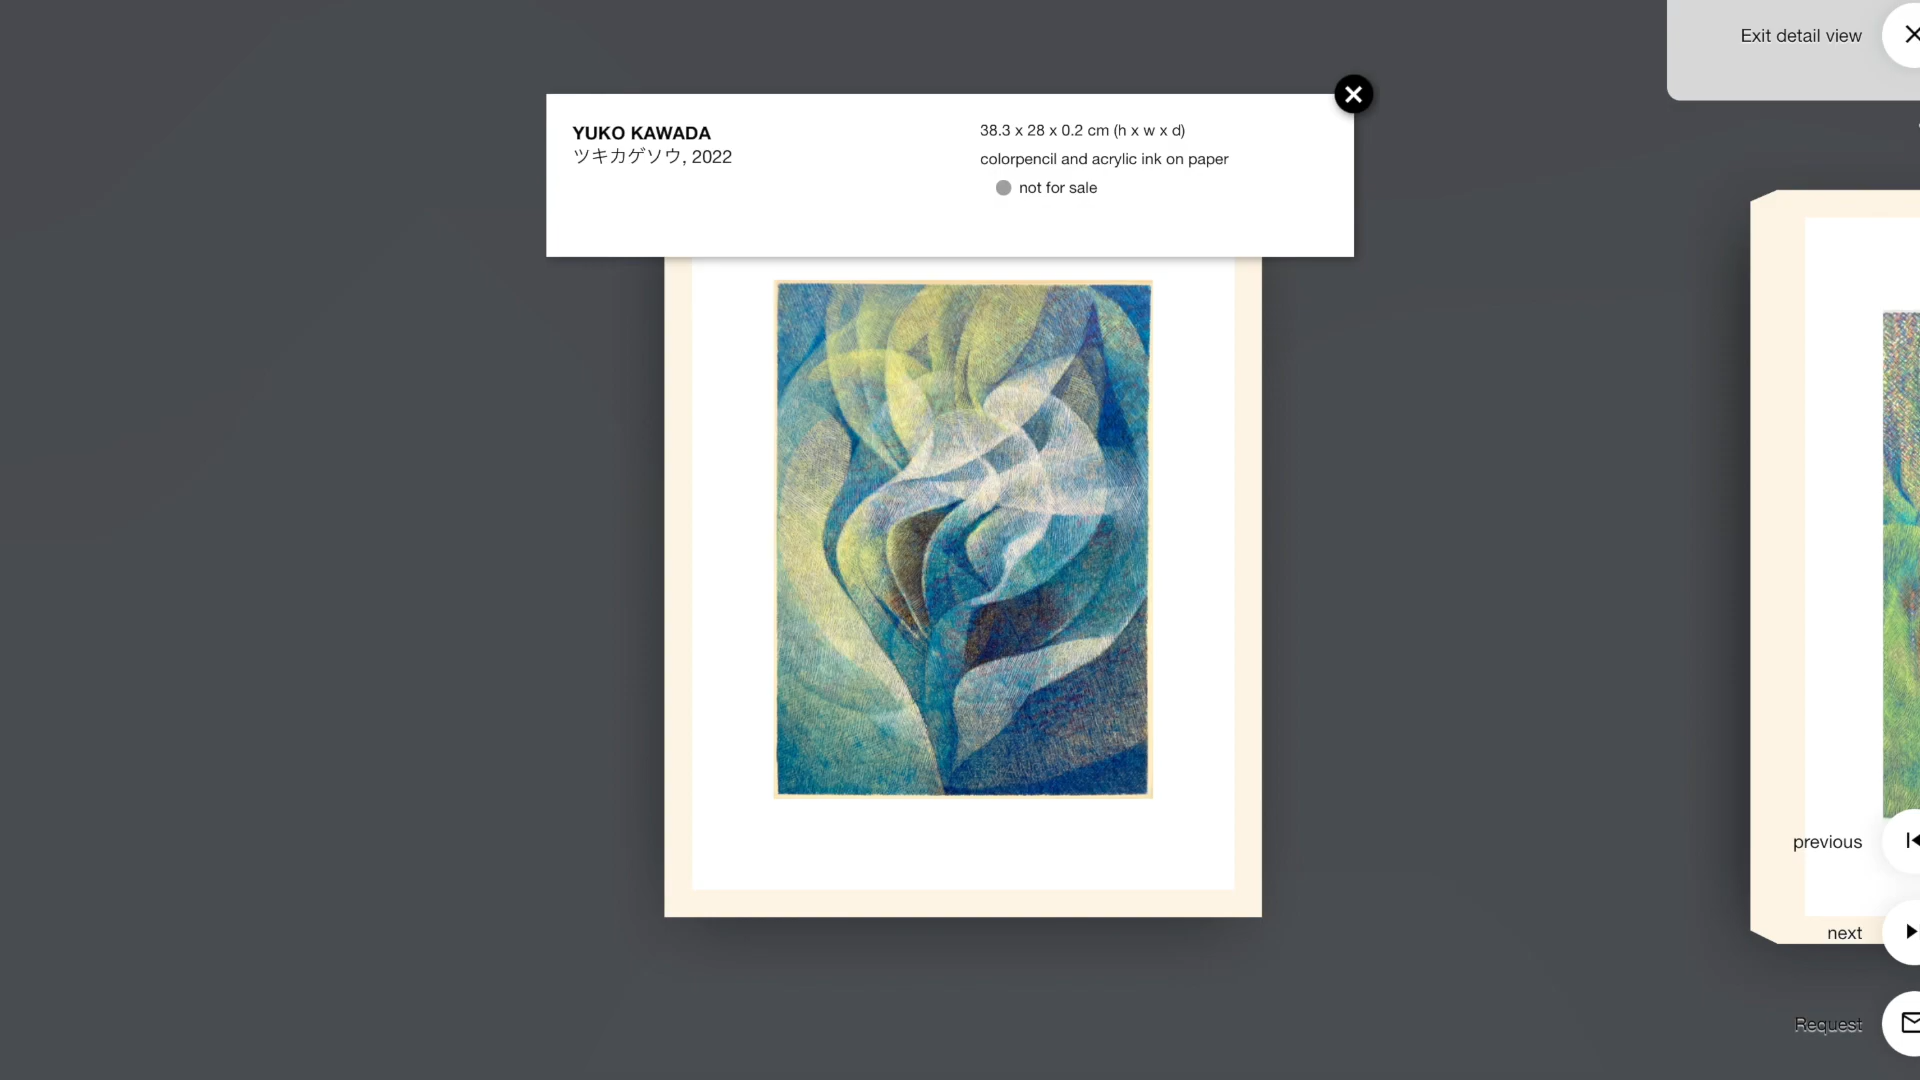 Exit detail view
YUKO KAWADA
ツキカゲソウ, 2022
38.3 x 28 x 0.2 cm (h x w x d)
colorpencil and acrylic ink on paper
not for sale
previous
next
Request